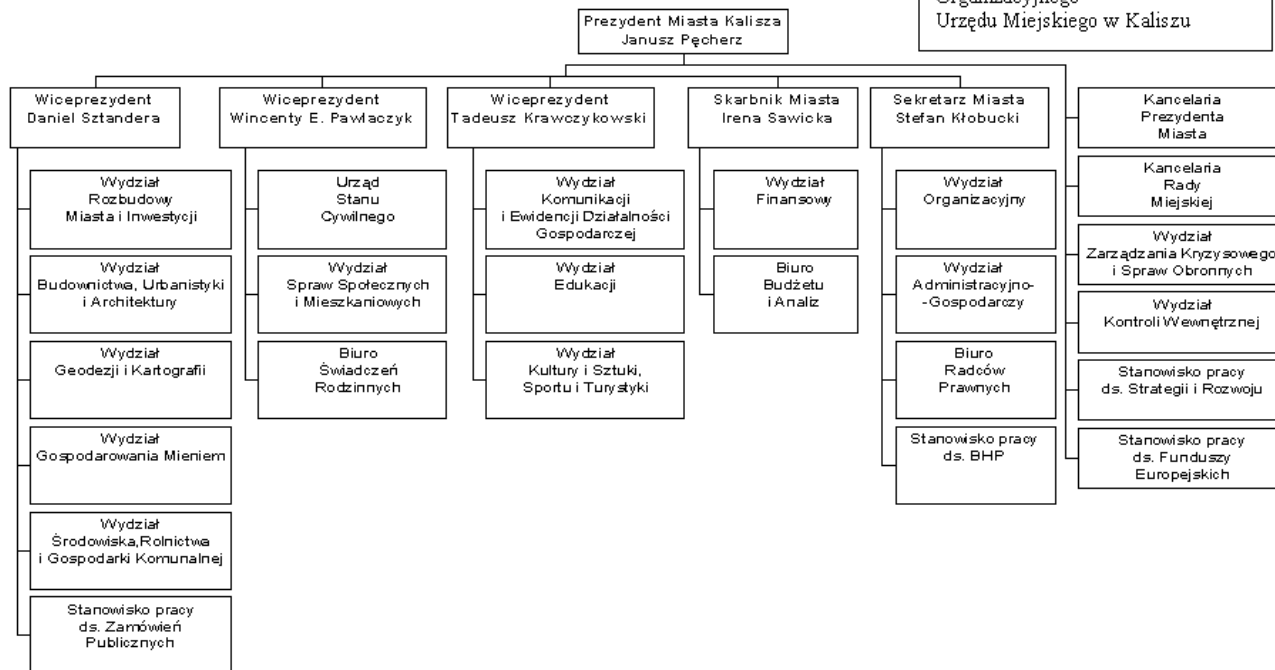 Organizacyjnego
Urzędu Miejskiego w Kaliszu
Prezydent Miasta Kalisza
Janusz Pęcherz
Wiceprezydent
Daniel Sztandera
Wydział
Rozbudowy
Miasta i Inwestycji
Wydział
Budownictwa, Urbanistyki
i Architektury
Wydział
Geodezji i Kartografii
Wydział
Gospodarowania Mieniem
Wydział
Środowiska,Rolnictwa
i Gospodarki Komunalnej
Stanowisko pracy
ds. Zamówień
Publicznych
Wiceprezydent
Wincenty E. Pawlaczyk
Urząd
Stanu
Cywilnego
Wydział
Spraw Społecznych
i Mieszkaniowych
Biuro
Świadczeń
Rodzinnych
Wiceprezydent
Tadeusz Krawczykowski
Wydział
Komunikacji
i Ewidencji Działalności
Gospodarczej
Wydział
Edukacji
Wydział
Kultury i Sztuki,
Sportu i Turystyki
Skarbnik Miasta
Irena Sawicka
Wydział
Finansowy
Biuro
Budżetu
i Analiz
Sekretarz Miasta
Stefan Kłobucki
Wydział
Organizacyjny
Wydział
Administracyjno-
-Gospodarczy
Biuro
Radców
Prawnych
Stanowisko pracy
ds. BHP
Kancelaria
Prezydenta
Miasta
Kancelaria
Rady
Miejskiej
Wydział
Zarządzania Kryzysowego
i Spraw Obronnych
Wydział
Kontroli Wewnętrznej
Stanowisko pracy
ds. Strategii i Rozwoju
Stanowisko pracy
ds. Funduszy
Europejskich